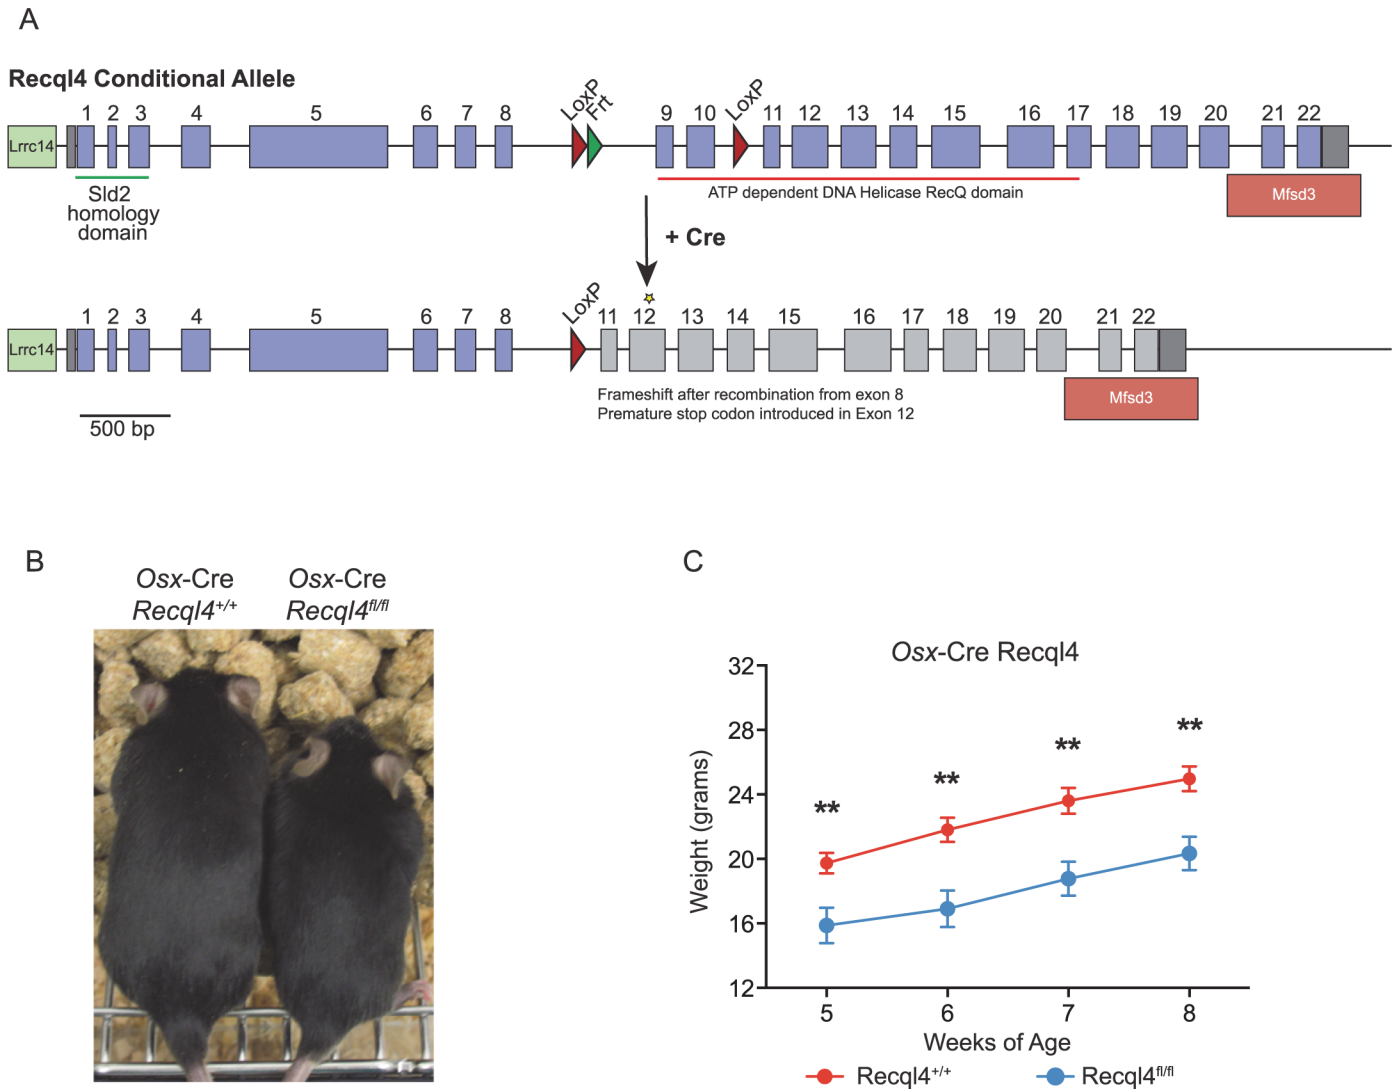 A
Recql4 Conditional Allele
LoxP Frt LoxP
1 2 3 4 5 6 7 8 9 10 11 12 13 14 15 16 17 18 19 20 21 22
Lrrc14
Sld2
homology
domain
ATP dependent DNA Helicase RecQ domain
Mfsd3
+ Cre
LoxP
1 2 3 4 5 6 7 8 11 12 13 14 15 16 17 18 19 20 21 22
Lrrc14
Frameshift after recombination from exon 8
Premature stop codon introduced in Exon 12
Mfsd3
500 bp
B
Osx-Cre Osx-Cre
Recql4+/+ Recql4fl/fl
C
Osx-Cre Recql4
32
28
24
20
16
12
Weight (grams)
** ** ** **
5 6 7 8
Weeks of Age
Recql4+/+ Recql4fl/fl